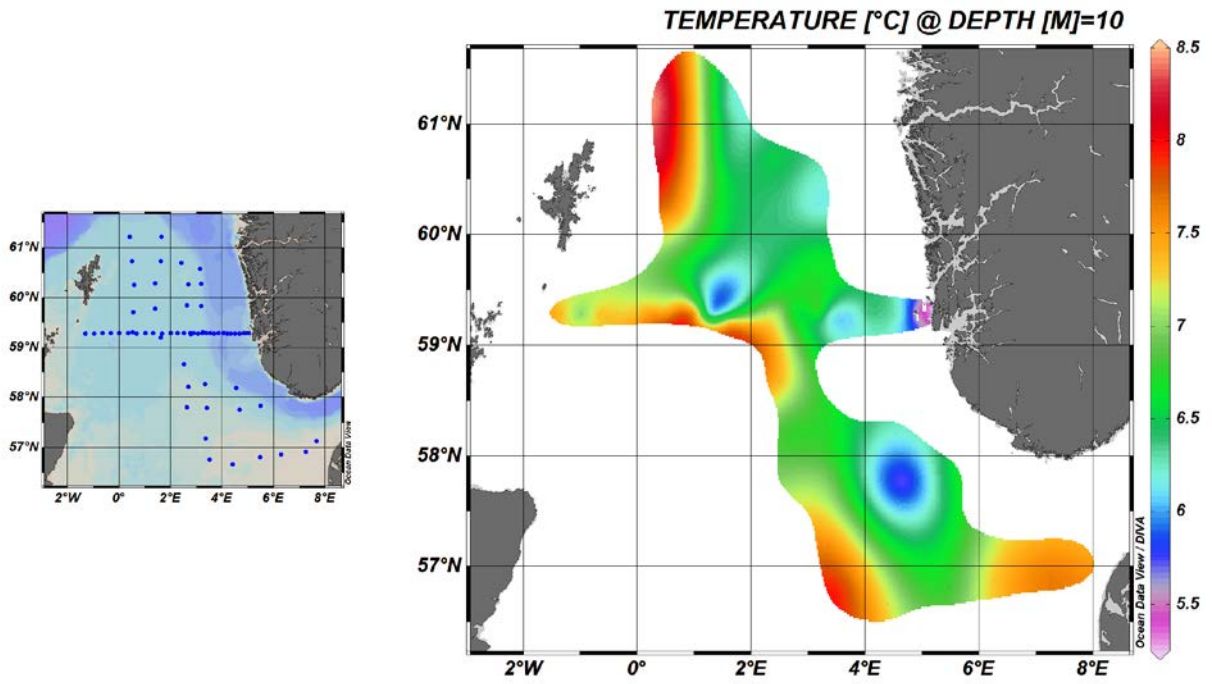 TEMPERATURE [°C] @ DEPTH [M]=10
61°N
60°N
59°N
58°N
57°N
2°W 0° 2°E 4°E 6°E 8°E
Ocean Data View
61°N
60°N
59°N
58°N
57°N
2°W 0° 2°E 4°E 6°E 8°E
Ocean Data View / DIVA
8.5
8
7.5
7
6.5
6
5.5